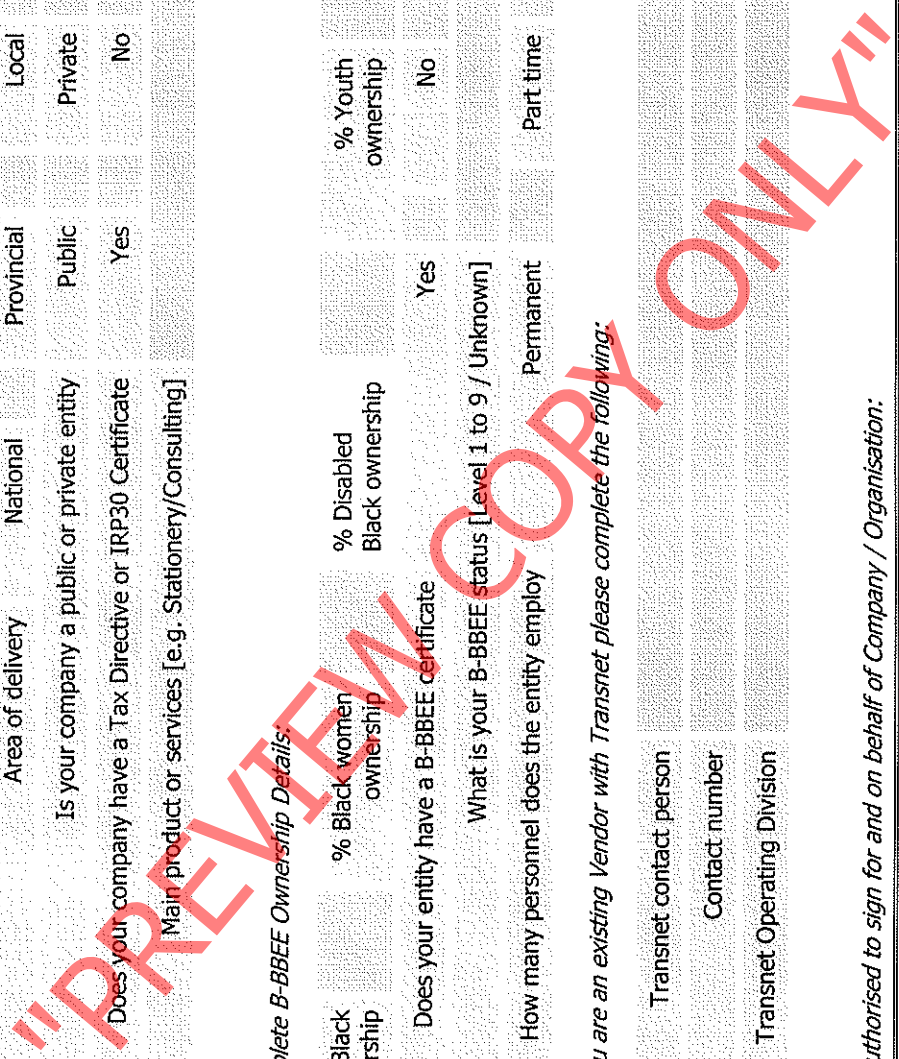 Area of delivery National Provincial Local
Is your company a public or private entity Public Private
Does your company have a Tax Directive or IRP30 Certificate Yes No
Main product or services [e.g. Stationery/Consulting]
plete B-BBEE Ownership Details:
Black % Black women % Disabled % Youth
rship ownership Black ownership ownership
Does your entity have a B-BBEE certificate Yes No
What is your B-BBEE status [Level 1 to 9 / Unknown]
How many personnel does the entity employ Permanent Part time
u are an existing Vendor with Transnet please complete the following:
Transnet contact person
Contact number
Transnet Operating Division
thorised to sign for and on behalf of Company / Organisation:
"PREVIEW COPY ONLY"